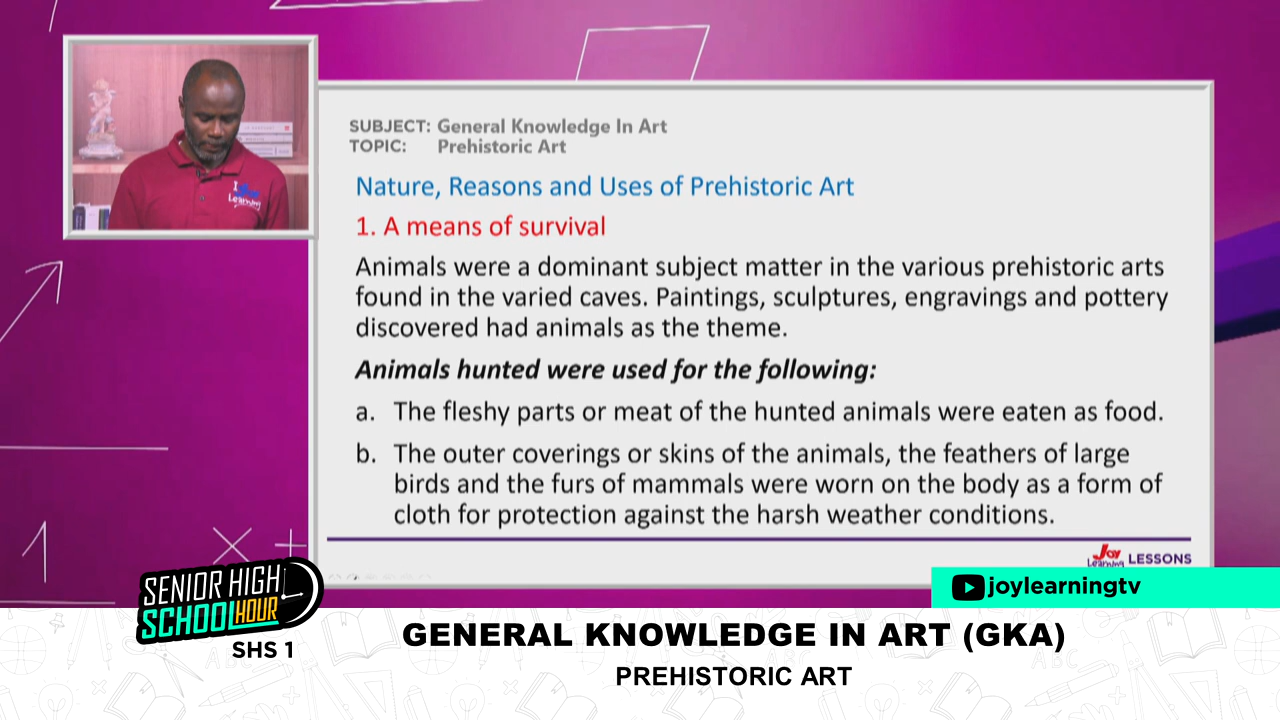 I
Learning
SUBJECT: General Knowledge In Art
TOPIC: Prehistoric Art
Nature, Reasons and Uses of Prehistoric Art
1. A means of survival
Animals were a dominant subject matter in the various prehistoric arts
found in the varied caves. Paintings, sculptures, engravings and pottery
discovered had animals as the theme.
Animals hunted were used for the following:
a. The fleshy parts or meat of the hunted animals were eaten as food.
b. The outer coverings or skins of the animals, the feathers of large
birds and the furs of mammals were worn on the body as a form of
cloth for protection against the harsh weather conditions.
Joy
Learning LESSONS
joylearningtv
SENIOR HIGH
SCHOOL HOUR
SHS 1
GENERAL KNOWLEDGE IN ART (GKA)
PREHISTORIC ART